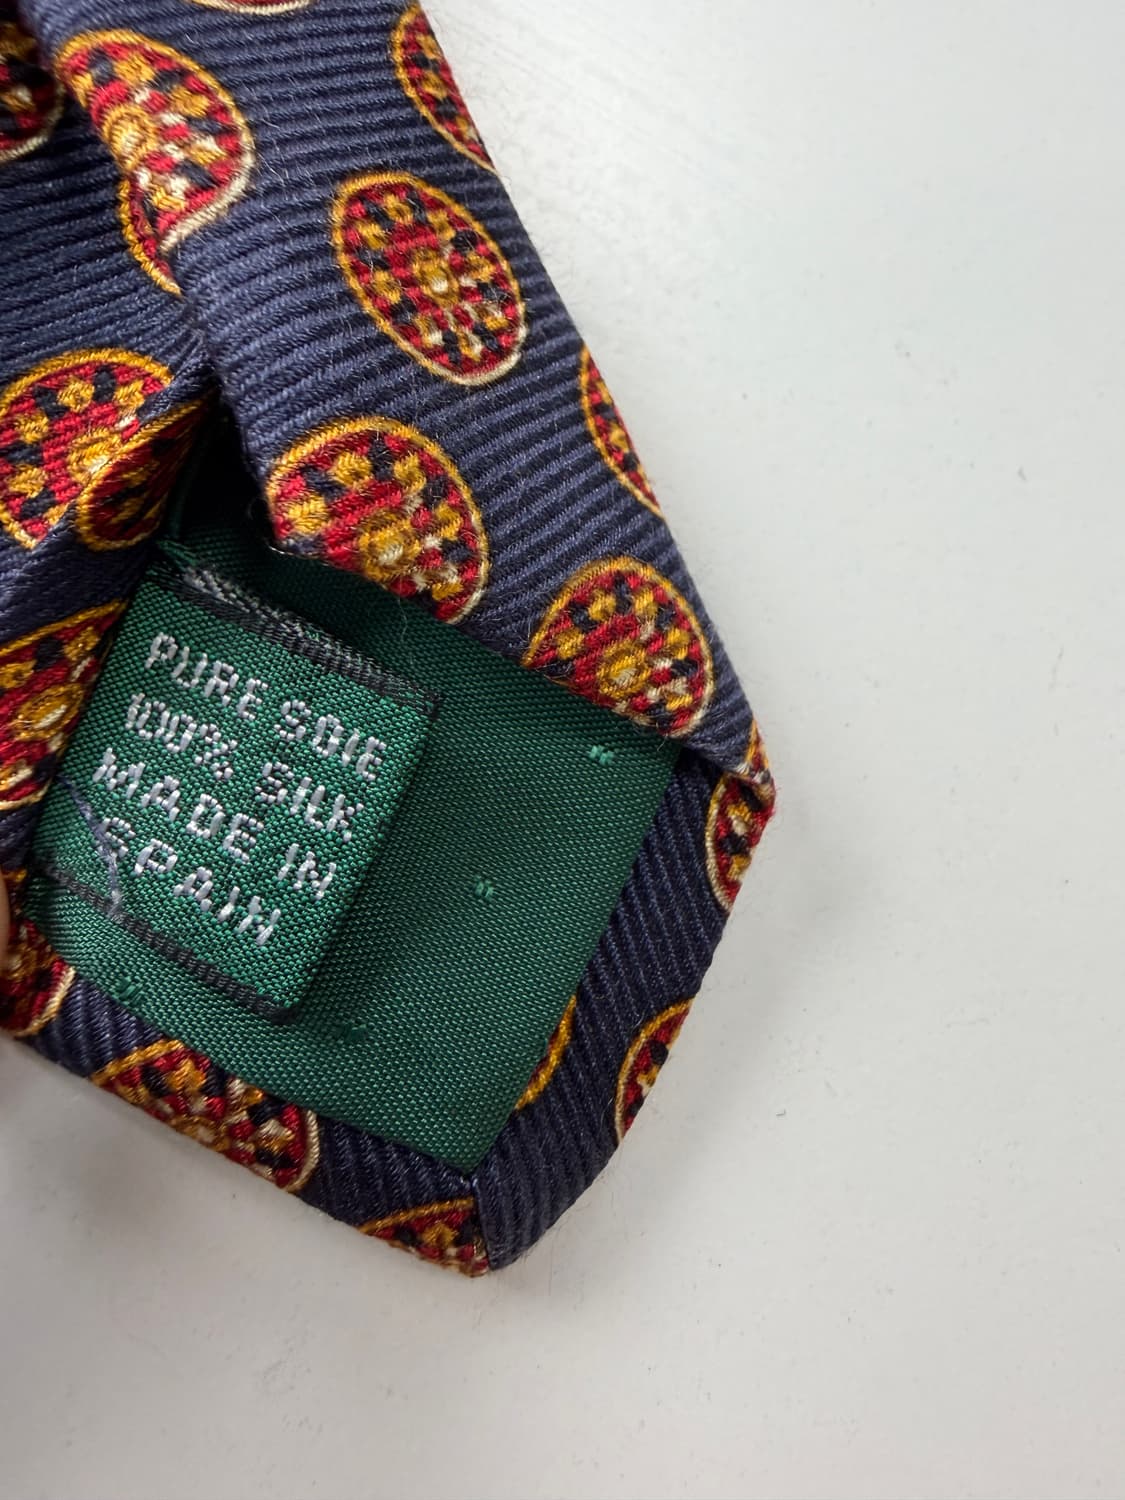 PURE SOIE
100% SILK
MADE IN
SPAIN